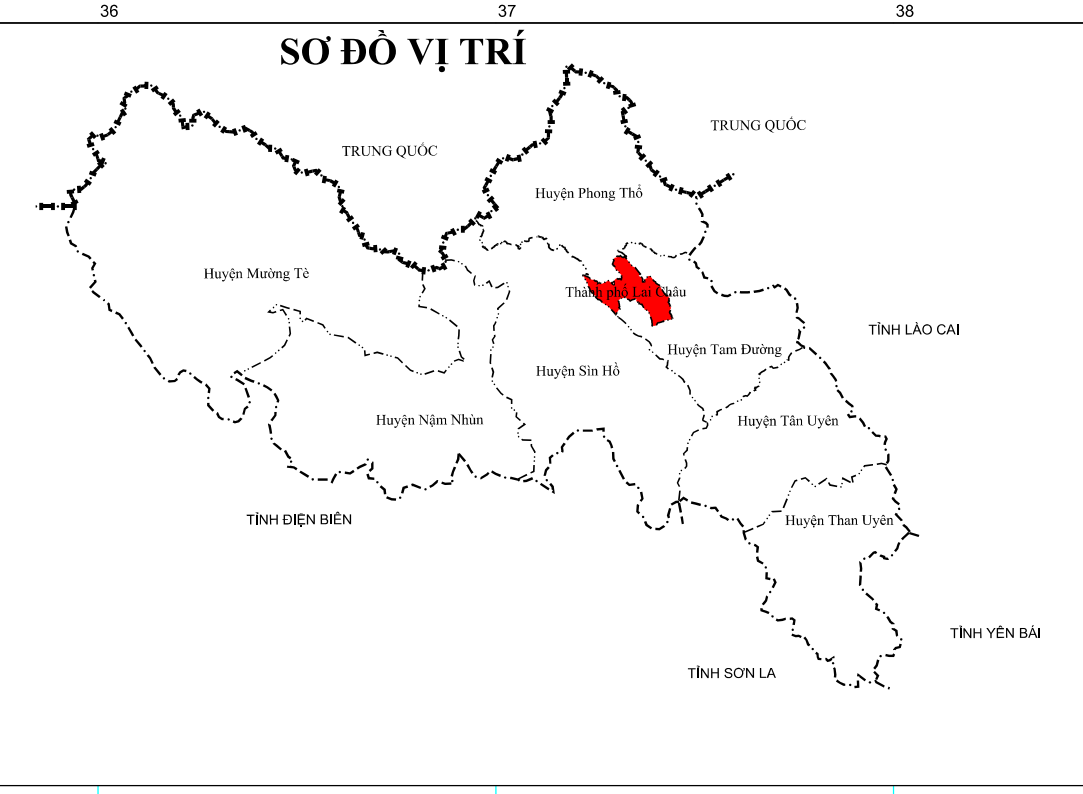 36 37 38
SƠ ĐỒ VỊ TRÍ
TRUNG QUỐC
TRUNG QUỐC
Huyện Phong Thổ
Huyện Mường Tè
Thành phố Lai Châu
TỈNH LÀO CAI
Huyện Tam Đường
Huyện Sìn Hồ
Huyện Nậm Nhùn
Huyện Tân Uyên
TỈNH ĐIỆN BIÊN
Huyện Than Uyên
TỈNH YÊN BÁI
TỈNH SƠN LA